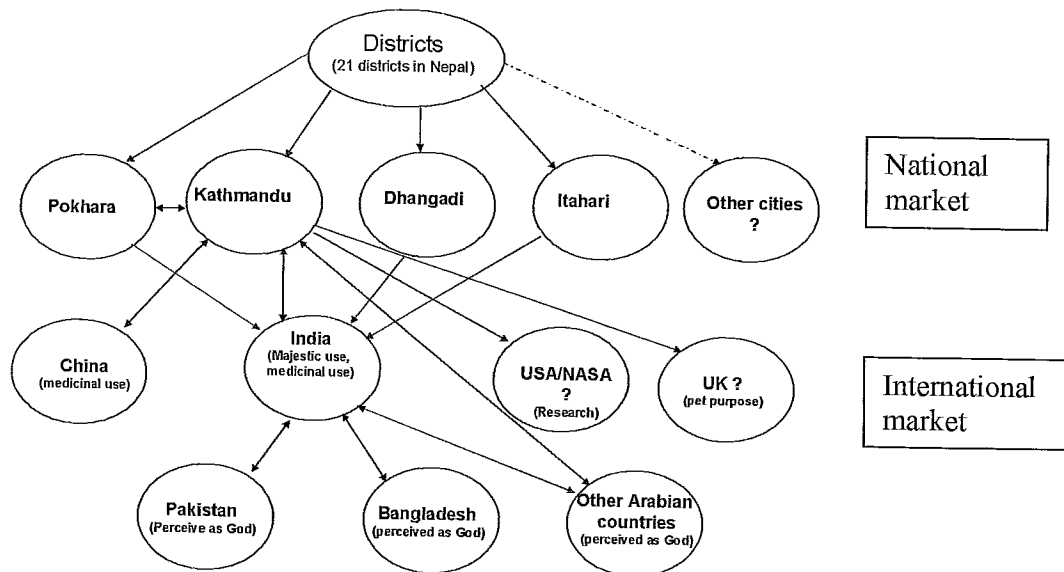 Districts
(21 districts in Nepal)
Pokhara
Kathmandu
Dhangadi
Itahari
Other cities
?
National
market
China
(medicinal use)
India
(Majestic use,
medicinal use)
USA/NASA
?
(Research)
UK ?
(pet purpose)
International
market
Pakistan
(Perceive as God)
Bangladesh
(perceived as God)
Other Arabian
countries
(perceived as God)